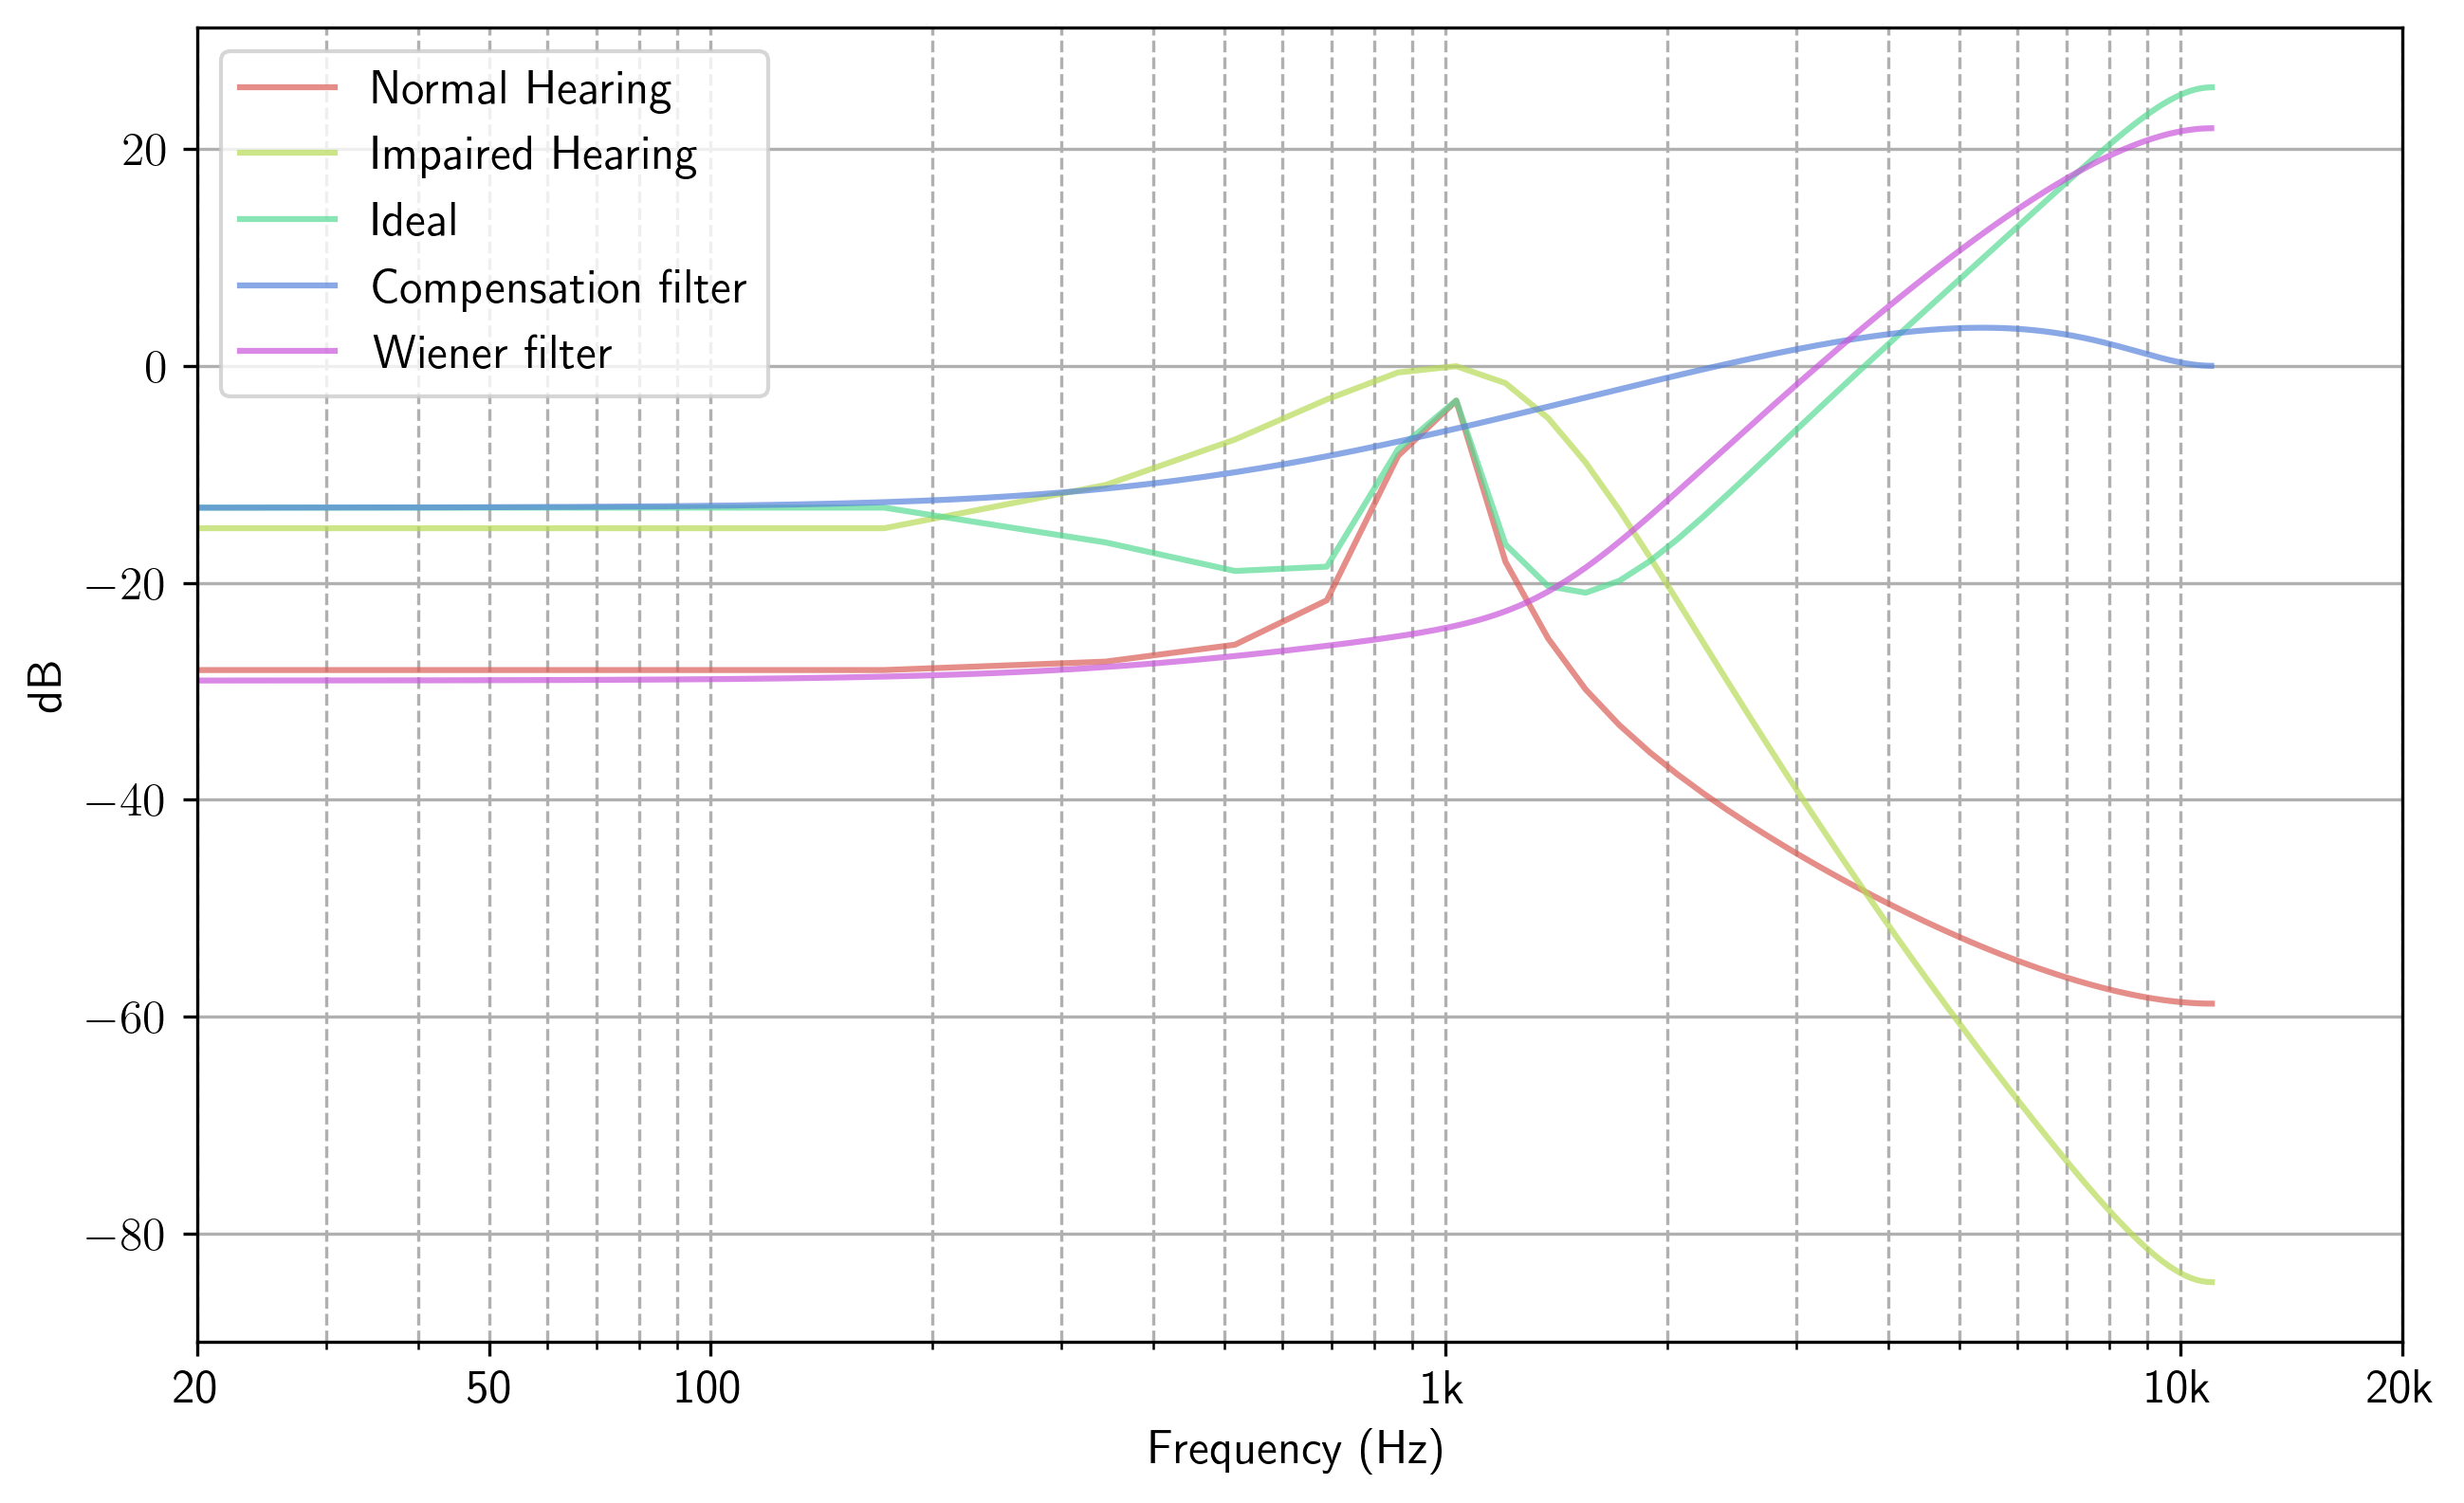 Normal Hearing
Impaired Hearing
Ideal
Compensation filter
Wiener filter
20
0
−20
−40
−60
−80
dB
20 50 100 1k 10k 20k
Frequency (Hz)